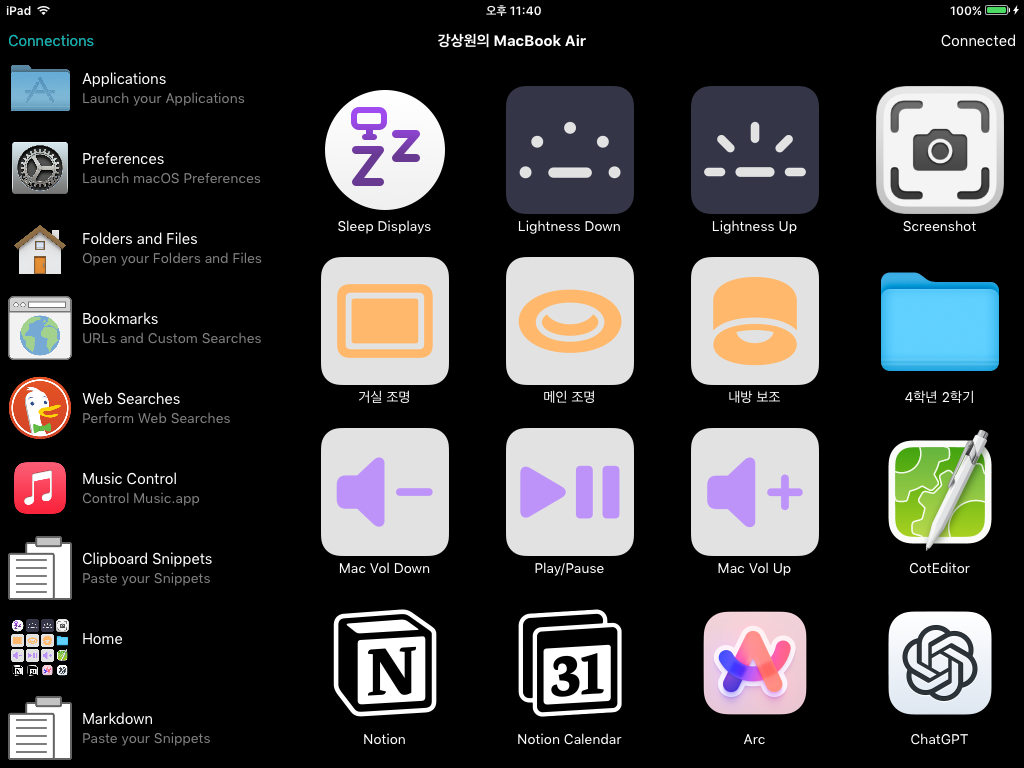 iPad
오후 11:40
100%
Connections
강상원의 MacBook Air
Connected
Applications
Launch your Applications
Preferences
Launch macOS Preferences
Folders and Files
Open your Folders and Files
Bookmarks
URLs and Custom Searches
Web Searches
Perform Web Searches
Music Control
Control Music.app
Clipboard Snippets
Paste your Snippets
Home
Markdown
Paste your Snippets
Sleep Displays
Lightness Down
Lightness Up
Screenshot
거실 조명
메인 조명
내방 보조
4학년 2학기
Mac Vol Down
Play/Pause
Mac Vol Up
CotEditor
N
31
Notion
Notion Calendar
Arc
ChatGPT